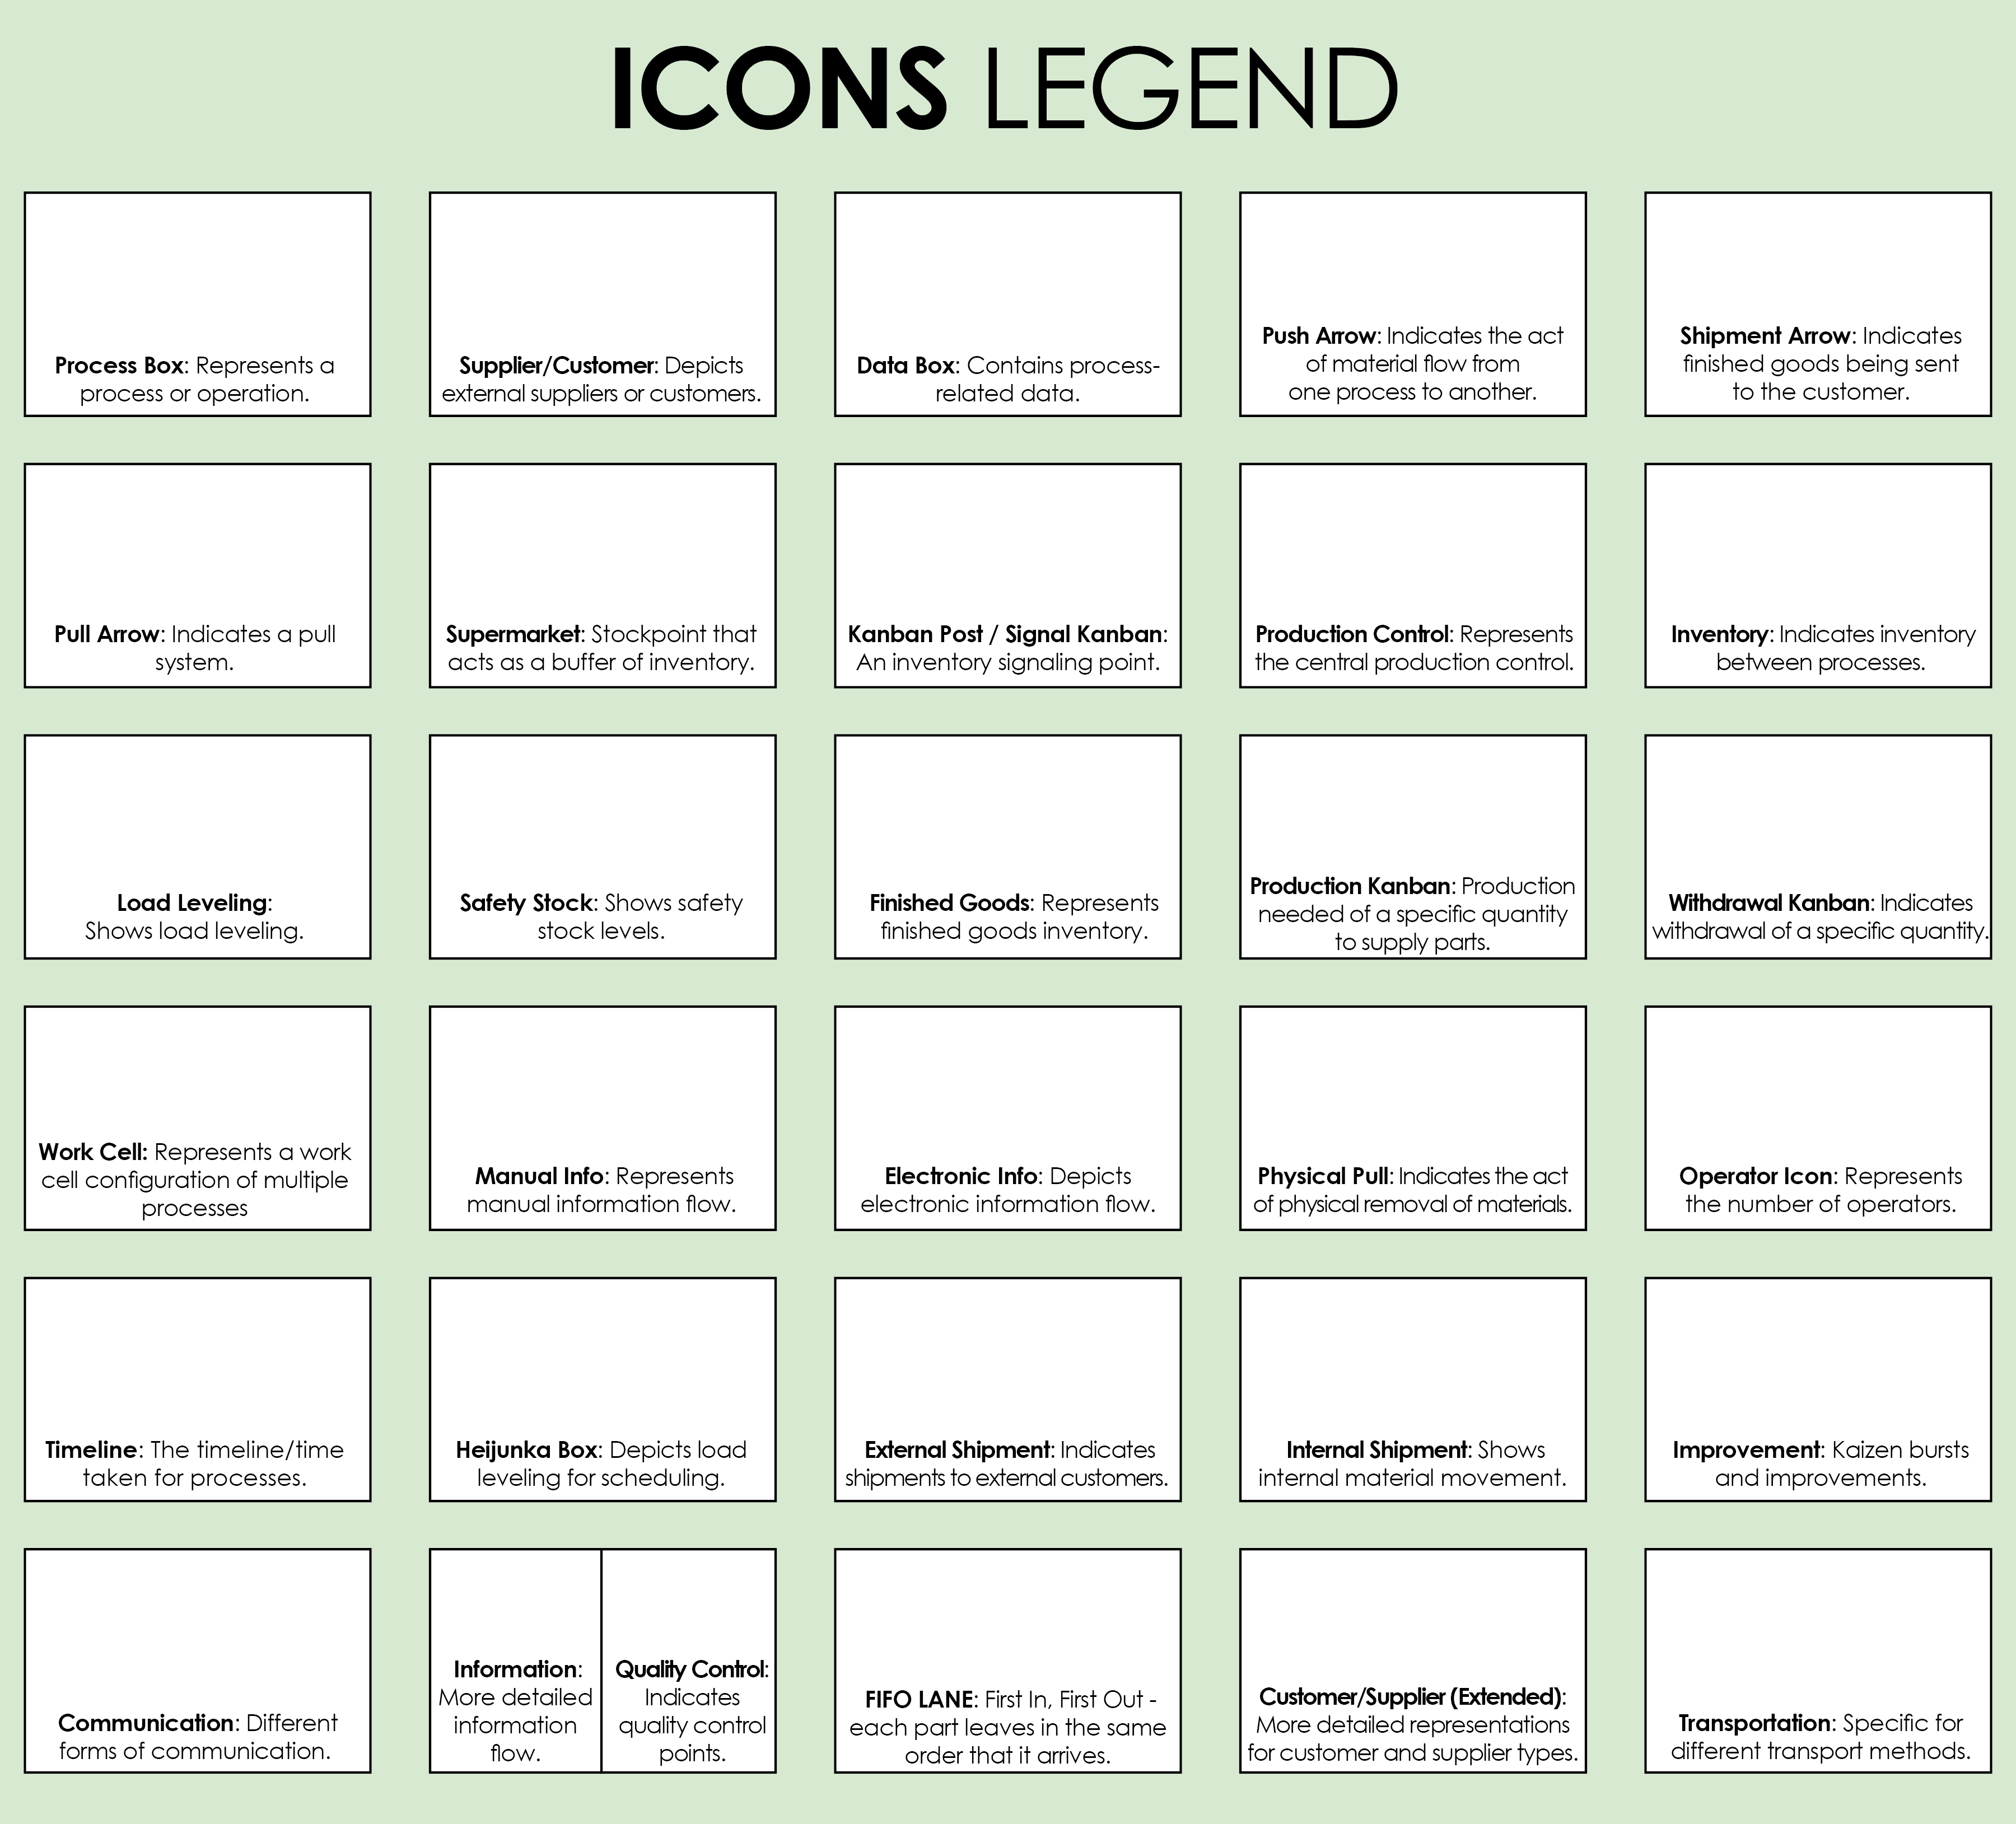 ICONS LEGEND
Process Box: Represents a
process or operation.
Supplier/Customer: Depicts
external suppliers or customers.
Data Box: Contains process-
related data.
Push Arrow: Indicates the act
of material flow from
one process to another.
Shipment Arrow: Indicates
finished goods being sent
to the customer.
Pull Arrow: Indicates a pull
system.
Supermarket: Stockpoint that
acts as a buffer of inventory.
Kanban Post / Signal Kanban:
An inventory signaling point.
Production Control: Represents
the central production control.
Inventory: Indicates inventory
between processes.
Load Leveling:
Shows load leveling.
Safety Stock: Shows safety
stock levels.
Finished Goods: Represents
finished goods inventory.
Production Kanban: Production
needed of a specific quantity
to supply parts.
Withdrawal Kanban: Indicates
withdrawal of a specific quantity.
Work Cell: Represents a work
cell configuration of multiple
processes
Manual Info: Represents
manual information flow.
Electronic Info: Depicts
electronic information flow.
Physical Pull: Indicates the act
of physical removal of materials.
Operator Icon: Represents
the number of operators.
Timeline: The timeline/time
taken for processes.
Heijunka Box: Depicts load
leveling for scheduling.
External Shipment: Indicates
shipments to external customers.
Internal Shipment: Shows
internal material movement.
Improvement: Kaizen bursts
and improvements.
Communication: Different
forms of communication.
Information:
More detailed
information
flow.
Quality Control:
Indicates
quality control
points.
FIFO LANE: First In, First Out -
each part leaves in the same
order that it arrives.
Customer/Supplier (Extended):
More detailed representations
for customer and supplier types.
Transportation: Specific for
different transport methods.